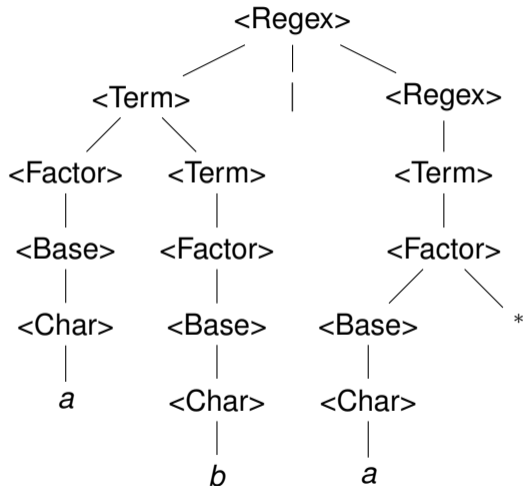 <Regex>
<Term> | <Regex>
<Factor> <Term> <Term>
<Base> <Factor> <Factor>
<Char> <Base> <Base> *
a <Char> <Char>
b a